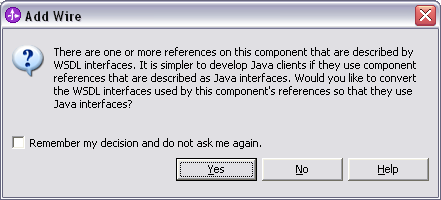 Add Wire
There are one or more references on this component that are described by
WSDL interfaces. It is simpler to develop Java clients if they use component
references that are described as Java interfaces. Would you like to convert
the WSDL interfaces used by this component's references so that they use
Java interfaces?
Remember my decision and do not ask me again.
Yes No Help